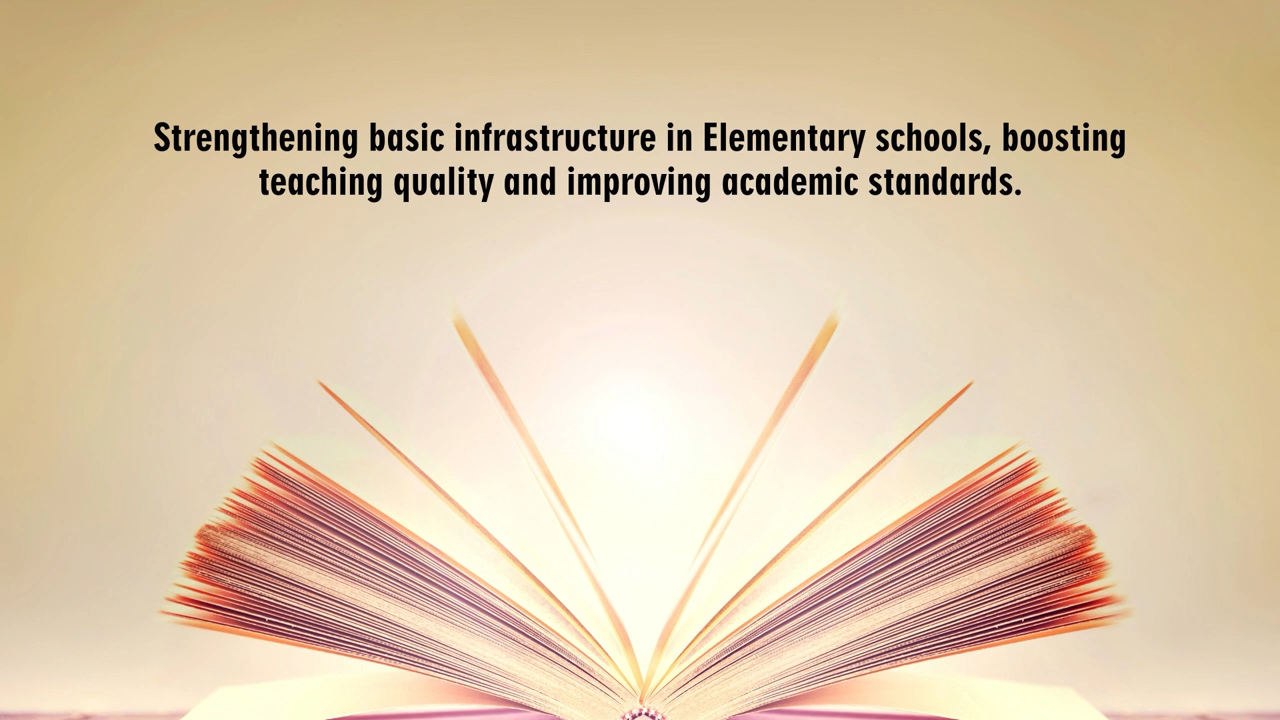 Strengthening basic infrastructure in Elementary schools, boosting
teaching quality and improving academic standards.